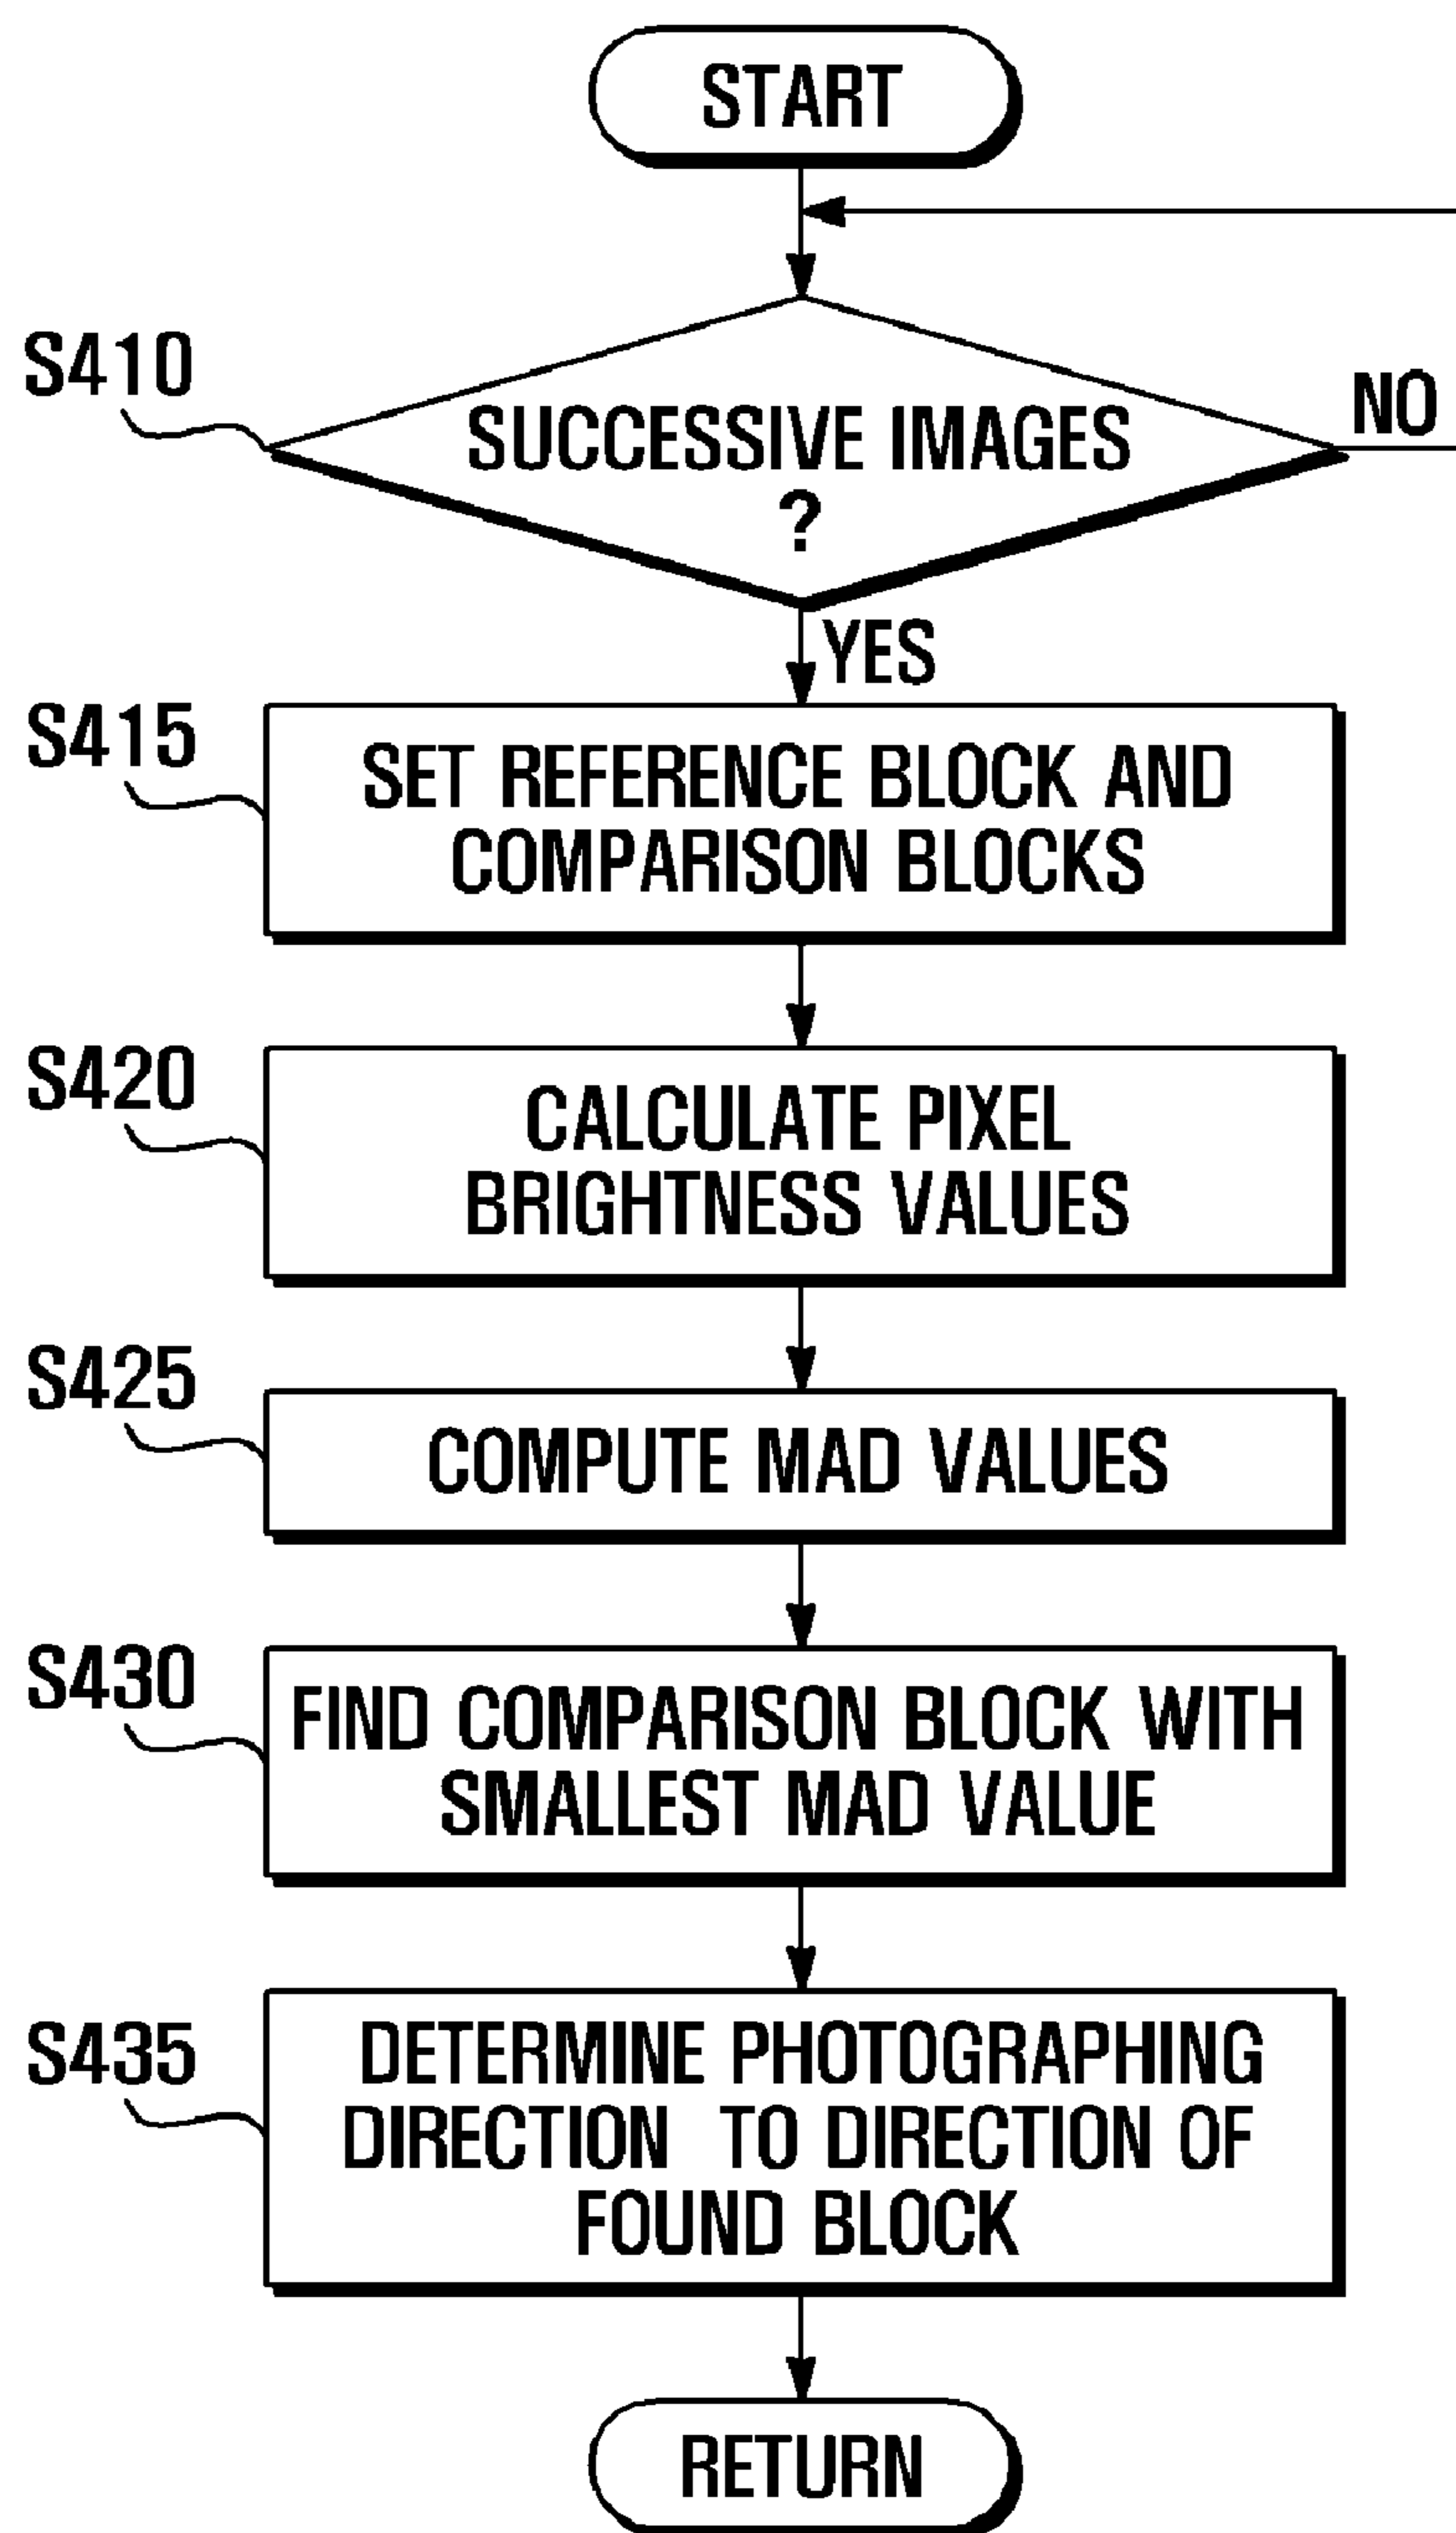 START
S410
SUCCESSIVE IMAGES
?
NO
YES
S415
SET REFERENCE BLOCK AND
COMPARISON BLOCKS
S420
CALCULATE PIXEL
BRIGHTNESS VALUES
S425
COMPUTE MAD VALUES
S430
FIND COMPARISON BLOCK WITH
SMALLEST MAD VALUE
S435
DETERMINE PHOTOGRAPHING
DIRECTION TO DIRECTION OF
FOUND BLOCK
RETURN